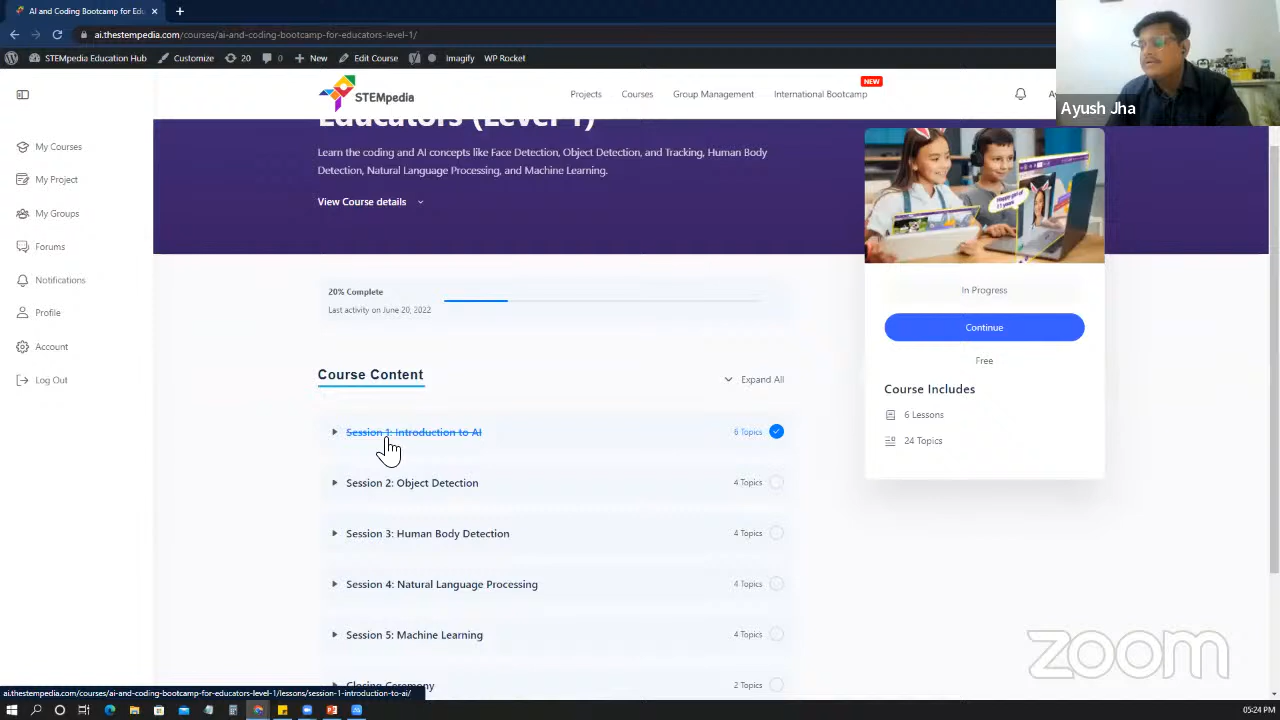 AI and Coding Bootcamp for Edu
ai.thestempedia.com/courses/ai-and-coding-bootcamp-for-educators-level-1/
STEMpedia Education Hub
Customize
20
0
New
Edit Course
Imagify
WP Rocket
Ayush Jha
STEMpedia
Projects
Courses
Group Management
International Bootcamp
NEW
My Courses
My Project
My Groups
Forums
Notifications
Profile
Account
Log Out
Educators (Level 1)
Learn the coding and AI concepts like Face Detection, Object Detection, and Tracking, Human Body
Detection, Natural Language Processing, and Machine Learning.
View Course details
20% Complete
Last activity on June 20, 2022
In Progress
Continue
Free
Course Includes
6 Lessons
24 Topics
Course Content
Expand All
Session 1: Introduction to AI
6 Topics
Session 2: Object Detection
4 Topics
Session 3: Human Body Detection
4 Topics
Session 4: Natural Language Processing
4 Topics
Session 5: Machine Learning
4 Topics
Closing Ceremony
2 Topics
zoom
ai.thestempedia.com/courses/ai-and-coding-bootcamp-for-educators-level-1/lessons/session-1-introduction-to-ai/
05:24 PM